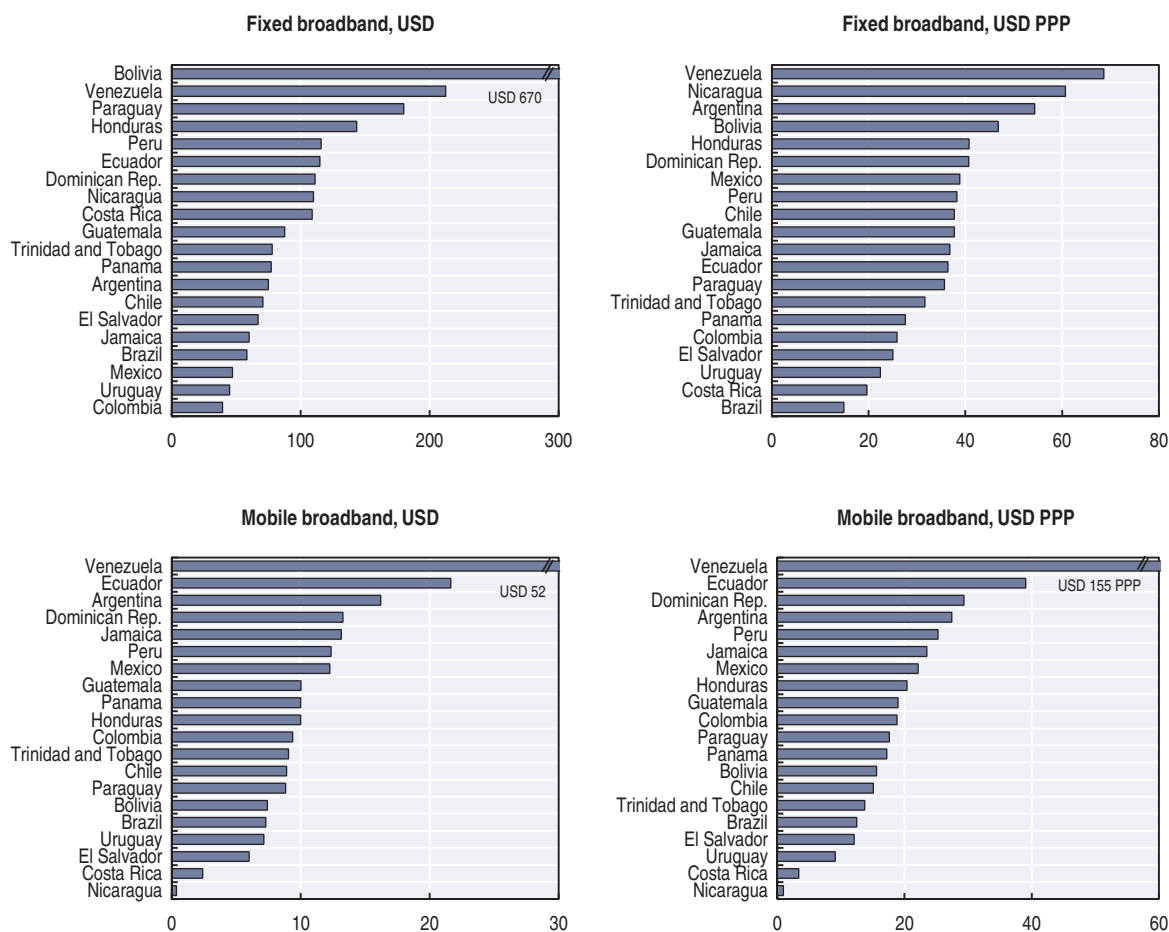 Fixed broadband, USD
Bolivia
Venezuela
USD 670
Paraguay
Honduras
Peru
Ecuador
Dominican Rep.
Nicaragua
Costa Rica
Guatemala
Trinidad and Tobago
Panama
Argentina
Chile
El Salvador
Jamaica
Brazil
Mexico
Uruguay
Colombia
0 100 200 300
Fixed broadband, USD PPP
Venezuela
Nicaragua
Argentina
Bolivia
Honduras
Dominican Rep.
Mexico
Peru
Chile
Guatemala
Jamaica
Ecuador
Paraguay
Trinidad and Tobago
Panama
Colombia
El Salvador
Uruguay
Costa Rica
Brazil
0 20 40 60 80
Mobile broadband, USD
Venezuela
Ecuador
USD 52
Argentina
Dominican Rep.
Jamaica
Peru
Mexico
Guatemala
Panama
Honduras
Colombia
Trinidad and Tobago
Chile
Paraguay
Bolivia
Brazil
Uruguay
El Salvador
Costa Rica
Nicaragua
0 10 20 30
Mobile broadband, USD PPP
Venezuela
Ecuador
USD 155 PPP
Dominican Rep.
Argentina
Peru
Jamaica
Mexico
Honduras
Guatemala
Colombia
Paraguay
Panamá
Bolivia
Chile
Trinidad and Tobago
Brazil
El Salvador
Uruguay
Costa Rica
Nicaragua
0 20 40 60